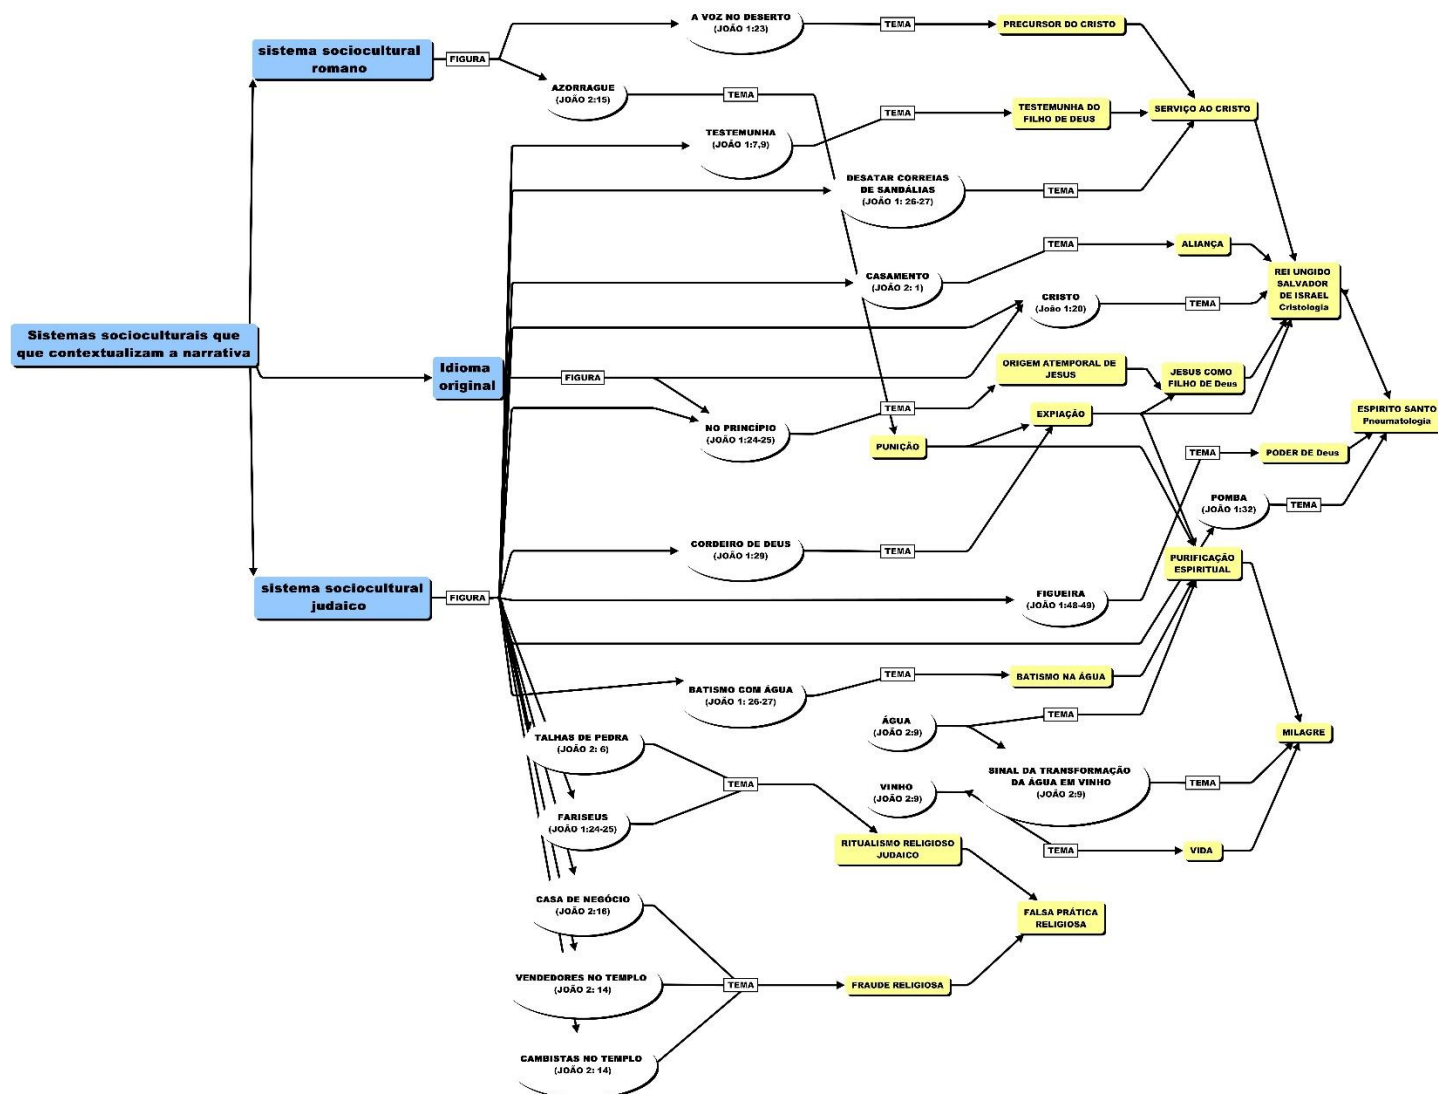 A VOZ NO DESERTO
(JOÃO 1:23)
TEMA
PRECURSOR DO CRISTO
sistema sociocultural
romano
FIGURA
AZORRAGUE
(JOÃO 2:15)
TEMA
TESTEMUNHA
(JOÃO 1:7,9)
TEMA
TESTEMUNHA DO
FILHO DE DEUS
SERVIÇO AO CRISTO
DESATAR CORREIAS
DE SANDÁLIAS
(JOÃO 1: 26-27)
TEMA
CASAMENTO
(JOÃO 2: 1)
TEMA
ALIANÇA
REI UNGIDO
SALVADOR
DE ISRAEL
Cristologia
CRISTO
(João 1:20)
TEMA
Sistemas socioculturais que
que contextualizam a narrativa
Idioma
original
FIGURA
ORIGEM ATEMPORAL DE
JESUS
JESUS COMO
FILHO DE Deus
NO PRINCÍPIO
(JOÃO 1:24-25)
TEMA
EXPIAÇÃO
PUNIÇÃO
ESPIRITO SANTO
Pneumatologia
TEMA
PODER DE Deus
POMBA
(JOÃO 1:32)
TEMA
CORDEIRO DE DEUS
(JOÃO 1:29)
TEMA
PURIFICAÇÃO
ESPIRITUAL
sistema sociocultural
judaico
FIGURA
FIGUEIRA
(JOÃO 1:48-49)
BATISMO COM ÁGUA
(JOÃO 1: 26-27)
TEMA
BATISMO NA ÁGUA
ÁGUA
(JOÃO 2:9)
TEMA
MILAGRE
TALHAS DE PEDRA
(JOÃO 2: 6)
TEMA
SINAL DA TRANSFORMAÇÃO
DA ÁGUA EM VINHO
(JOÃO 2:9)
TEMA
VINHO
(JOÃO 2:9)
FARISEUS
(JOÃO 1:24-25)
RITUALISMO RELIGIOSO
JUDAICO
TEMA
VIDA
CASA DE NEGÓCIO
(JOÃO 2:16)
FALSA PRÁTICA
RELIGIOSA
VENDEDORES NO TEMPLO
(JOÃO 2: 14)
TEMA
FRAUDE RELIGIOSA
CAMBISTAS NO TEMPLO
(JOÃO 2: 14)